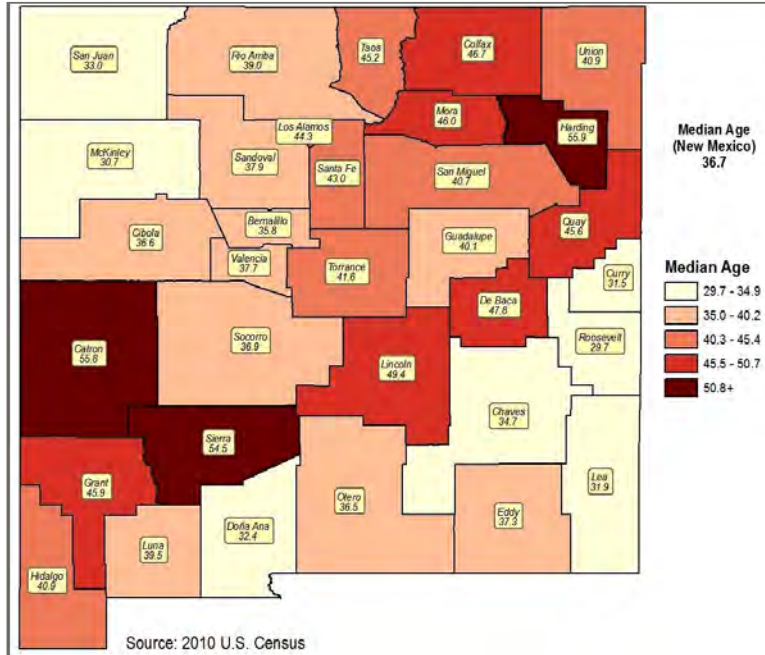 San Juan
33.0
Rio Arriba
39.0
Taos
45.2
Colfax
46.7
Union
40.9
Mora
46.0
Harding
55.9
Los Alamos
44.3
McKinley
30.7
Sandoval
37.9
Santa Fe
43.0
San Miguel
40.7
Median Age
(New Mexico)
36.7
Cibola
36.6
Bernalillo
35.8
Valencia
37.7
Torrance
41.6
Guadalupe
40.1
Quay
45.6
Curry
31.5
De Baca
47.8
Roosevelt
29.7
Catron
55.8
Socorro
36.9
Lincoln
49.4
Chaves
34.7
Sierra
54.5
Grant
45.9
Otero
36.5
Eddy
37.3
Lea
31.9
Hidalgo
40.9
Luna
39.5
Doña Ana
32.4
Median Age
29.7 - 34.9
35.0 - 40.2
40.3 - 45.4
45.5 - 50.7
50.8+
Source: 2010 U.S. Census